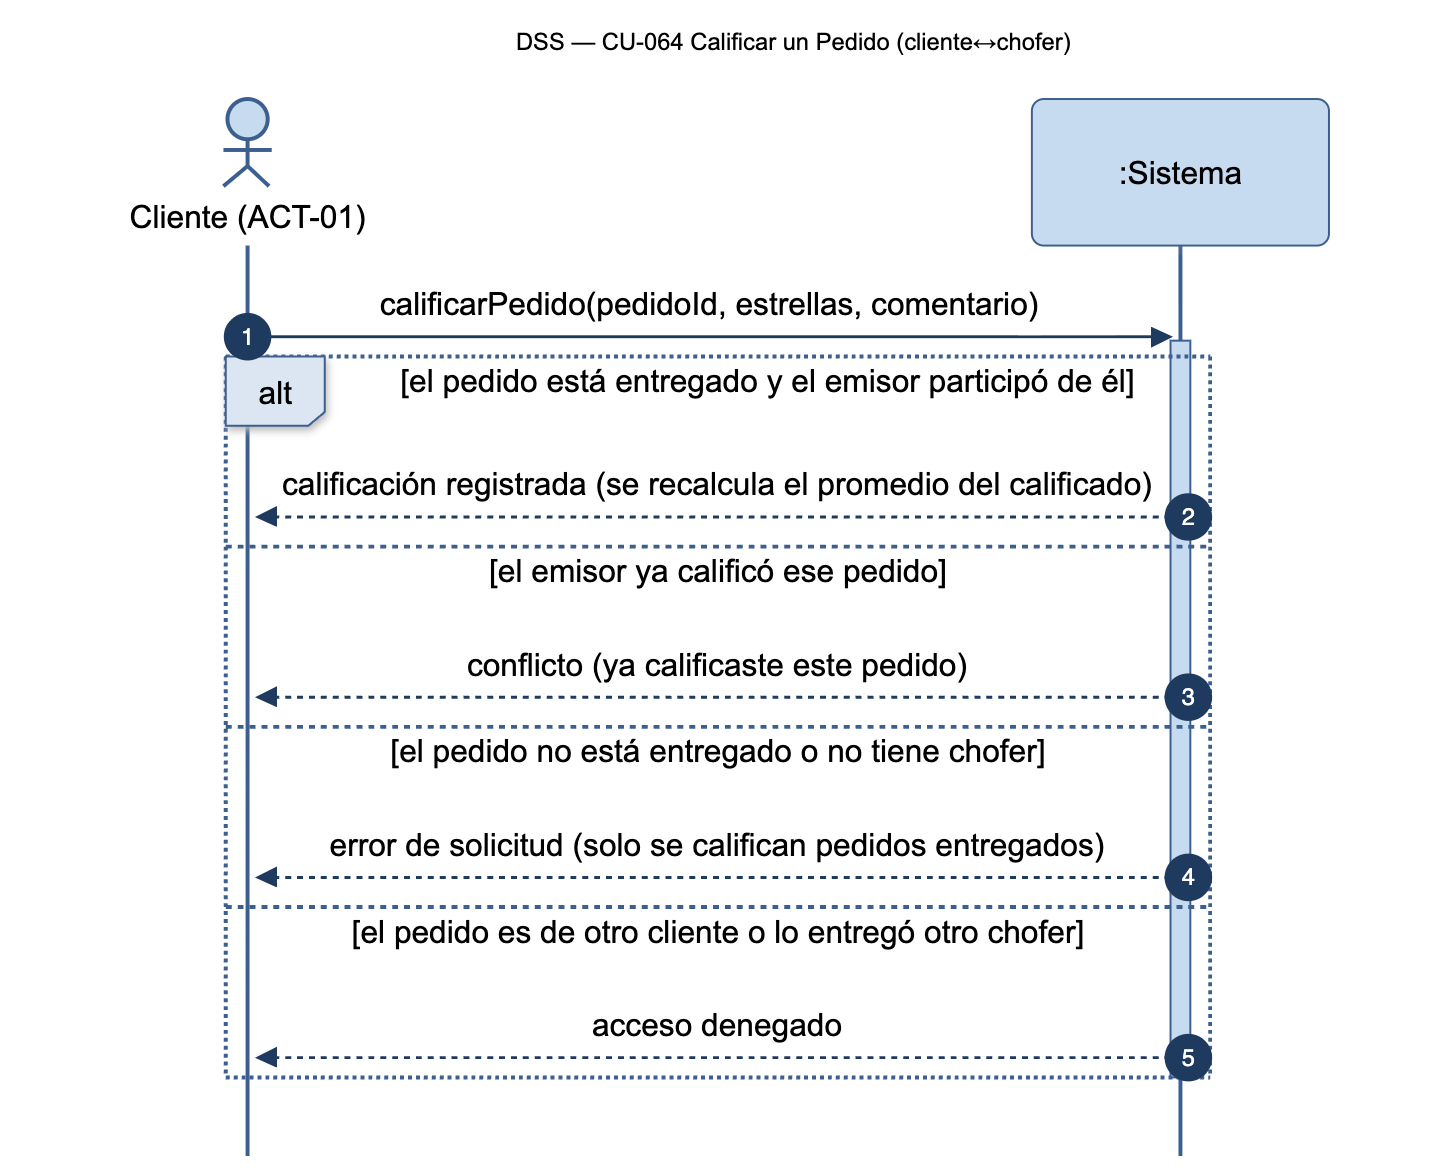 DSS — CU-064 Calificar un Pedido (cliente↔chofer)
:Sistema
Cliente (ACT-01)
calificarPedido(pedidoId, estrellas, comentario)
1
alt
[el pedido está entregado y el emisor participó de él]
calificación registrada (se recalcula el promedio del calificado)
2
[el emisor ya calificó ese pedido]
conflicto (ya calificaste este pedido)
3
[el pedido no está entregado o no tiene chofer]
error de solicitud (solo se califican pedidos entregados)
4
[el pedido es de otro cliente o lo entregó otro chofer]
acceso denegado
5